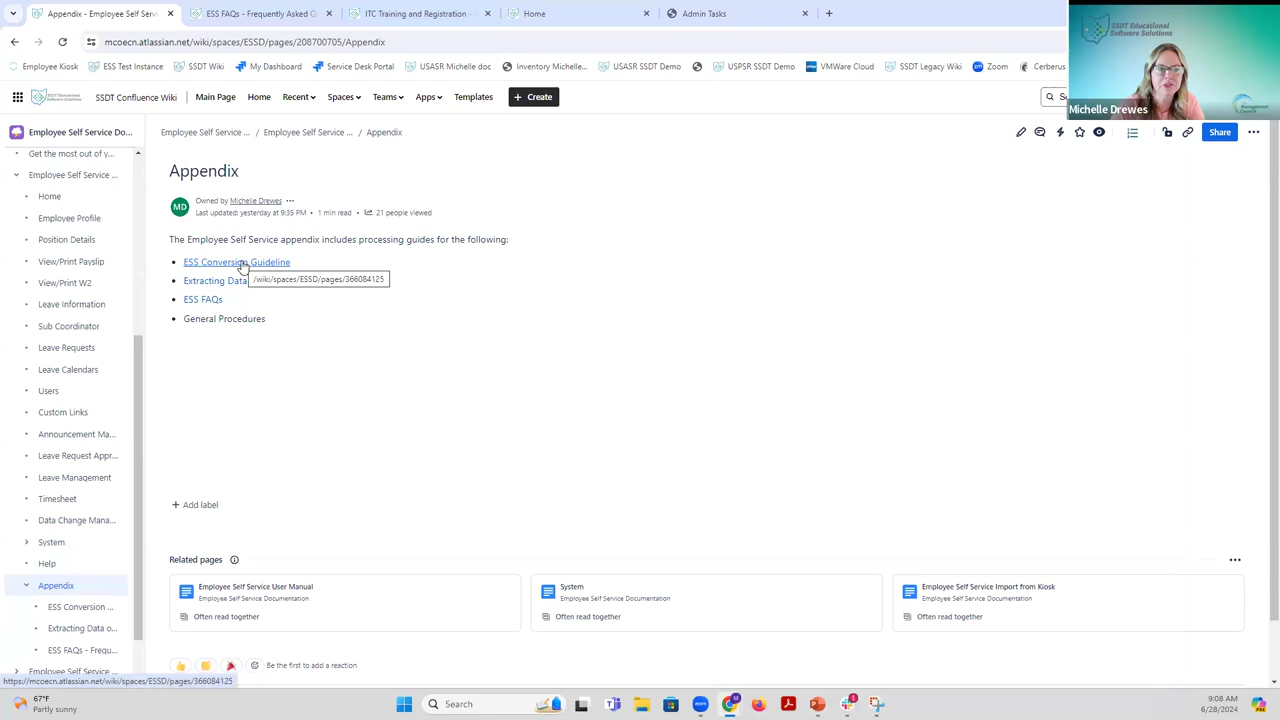 Appendix - Employee Self Servic
ESS FAQs - Frequently Asked Q
ITC Training and Registration -
Home
Admin Tasks
mcoecn.atlassian.net/wiki/spaces/ESSD/pages/208700705/Appendix
Employee Kiosk
ESS Test Instance
SSDT Wiki
My Dashboard
Service Desk Portal
USASR Michelle doc
Inventory Michelle...
USASR SSDT Demo
USPSR SSDT Demo
VMWare Cloud
SSDT Legacy Wiki
Zoom
Cerberus
SSDT Educational
Software Solutions
Management
Council
Michelle Drewes
SSDT Educational
Software Solutions
SSDT Confluence Wiki
Main Page
Home
Recent
Spaces
Teams
Apps
Templates
+ Create
Employee Self Service Do...
Employee Self Service ... / Employee Self Service ... / Appendix
Share
Get the most out of y...
Employee Self Service ...
Home
Employee Profile
Position Details
View/Print Payslip
View/Print W2
Leave Information
Sub Coordinator
Leave Requests
Leave Calendars
Users
Custom Links
Announcement Ma...
Leave Request Appr...
Leave Management
Timesheet
Data Change Mana...
System
Help
Appendix
ESS Conversion ...
Extracting Data o...
ESS FAQs - Frequ...
Employee Self Service ...
Appendix
MD
Owned by Michelle Drewes
Last updated: yesterday at 9:35 PM • 1 min read • 21 people viewed
The Employee Self Service appendix includes processing guides for the following:
• ESS Conversion Guideline
/wiki/spaces/ESSD/pages/366084125
• Extracting Data
• ESS FAQs
• General Procedures
+ Add label
Related pages
Employee Self Service User Manual
Employee Self Service Documentation
Often read together
System
Employee Self Service Documentation
Often read together
Employee Self Service Import from Kiosk
Employee Self Service Documentation
Often read together
Be the first to add a reaction
https://mcoecn.atlassian.net/wiki/spaces/ESSD/pages/366084125
67°F
Partly sunny
Search
9:08 AM
6/28/2024